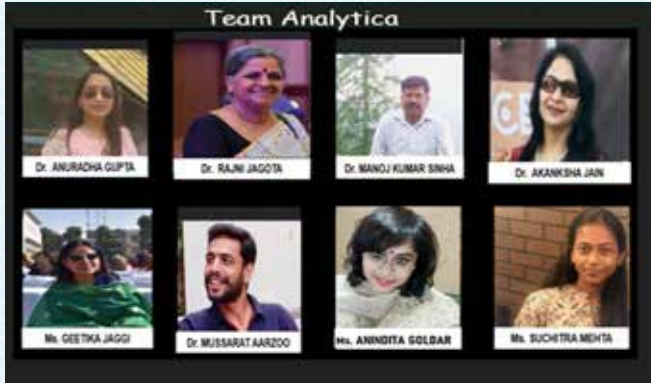 Team Analytica
Dr. ANURADHA GUPTA
Dr. RAJNI JAGOTA
Dr. MANOJ KUMAR SINHA
Dr. AKANKSHA JAIN
Ms. GEETIKA JAGGI
Dr. MUSSARAT AARZOO
Ms. ANINDITA GOLDAR
Ms. SUCHITRA MEHTA